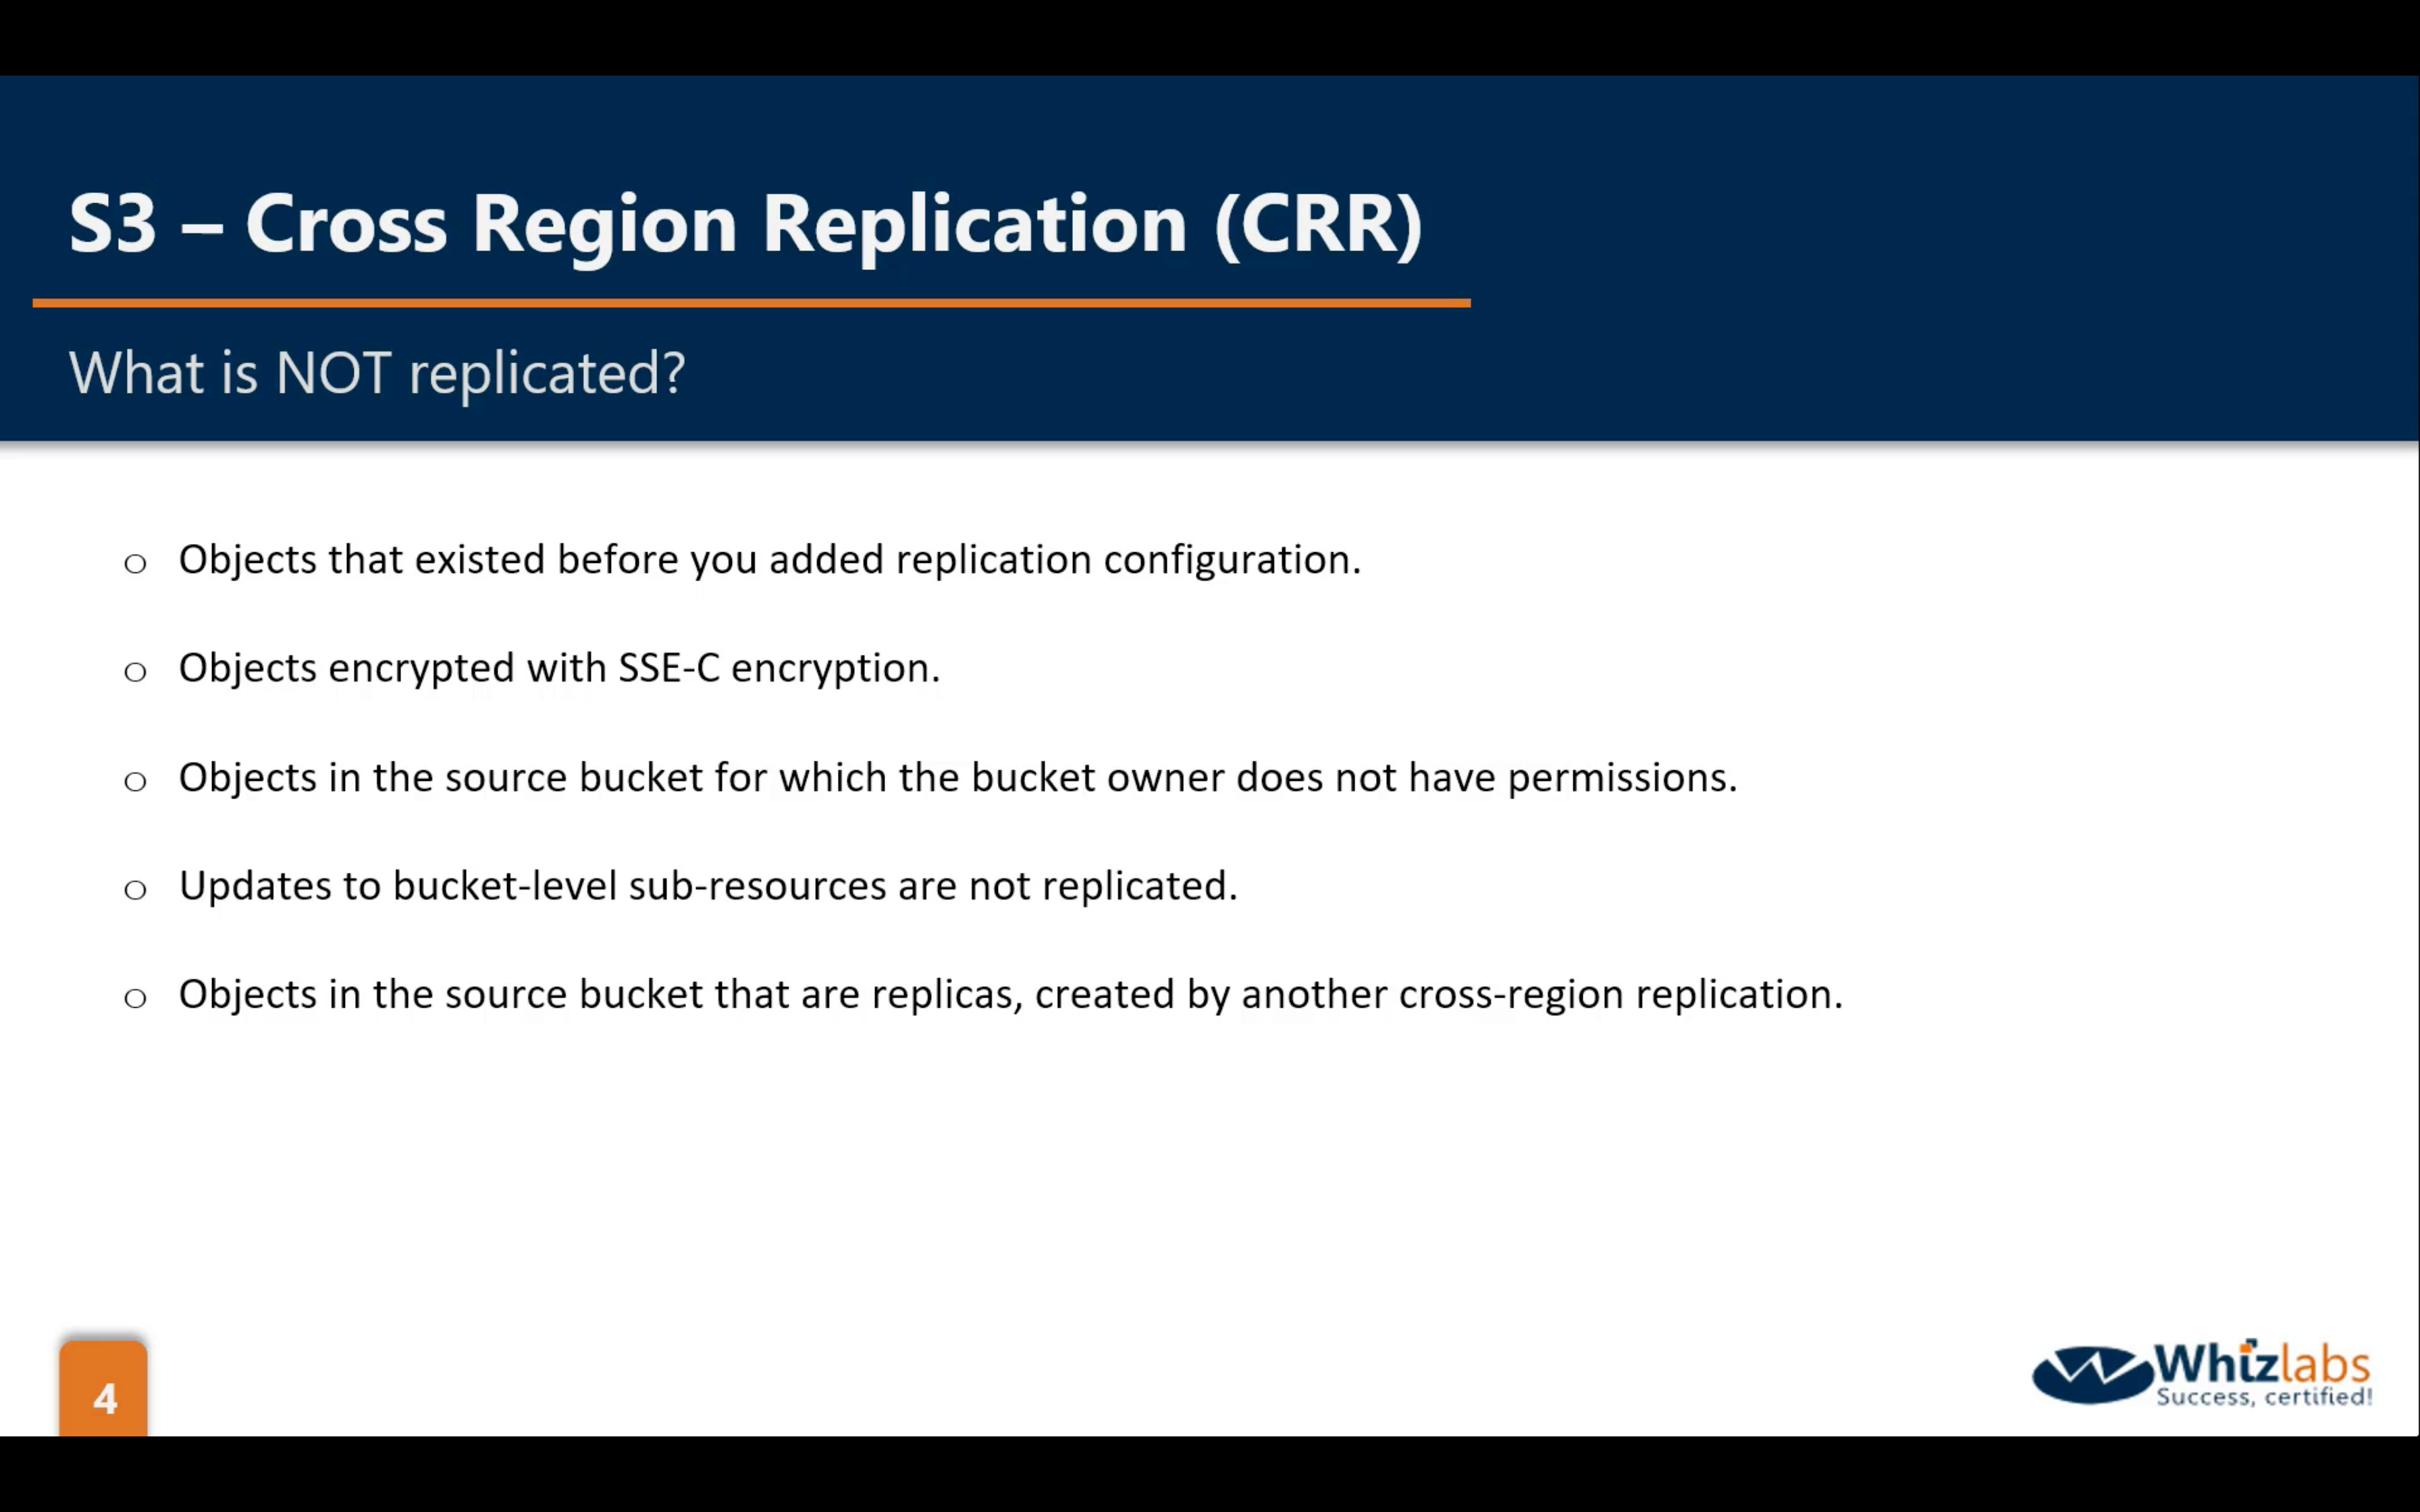 S3 – Cross Region Replication (CRR)
What is NOT replicated?
o Objects that existed before you added replication configuration.
o Objects encrypted with SSE-C encryption.
o Objects in the source bucket for which the bucket owner does not have permissions.
o Updates to bucket-level sub-resources are not replicated.
o Objects in the source bucket that are replicas, created by another cross-region replication.
4
Whizlabs
Success, certified!